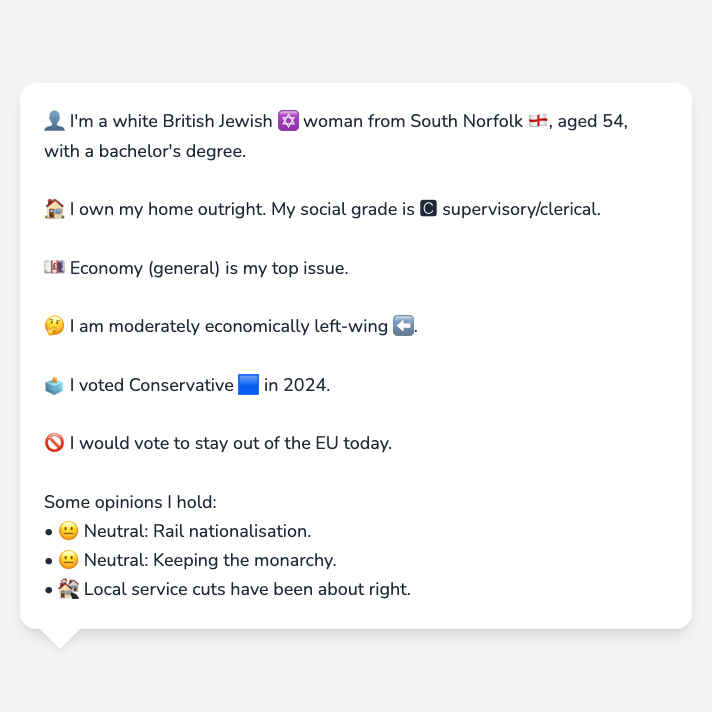 👤 I'm a white British Jewish ✡️ woman from South Norfolk 🏴󠁧󠁢󠁥󠁮󠁧󠁿, aged 54,
with a bachelor's degree.
🏠 I own my home outright. My social grade is 🅲 supervisory/clerical.
💷 Economy (general) is my top issue.
🤔 I am moderately economically left-wing ⬅️.
🗳️ I voted Conservative 🟦 in 2024.
🚫 I would vote to stay out of the EU today.
Some opinions I hold:
• 😐 Neutral: Rail nationalisation.
• 😐 Neutral: Keeping the monarchy.
• 🏚️ Local service cuts have been about right.